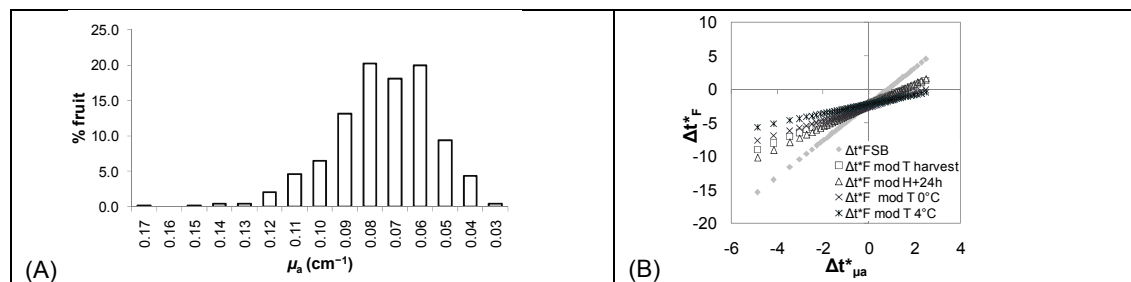 25.0
20.0
15.0
10.0
5.0
0.0
% fruit
0.17 0.16 0.15 0.14 0.13 0.12 0.11 0.10 0.09 0.08 0.07 0.06 0.05 0.04 0.03
μa (cm⁻¹)
(A)
10
5
0
-5
-10
-15
-20
Δt*F
Δt*FSB
Δt*F mod T harvest
Δt*F mod H+24h
Δt*F mod T 0°C
Δt*F mod T 4°C
-6 -4 -2 0 2 4
Δt*μa
(B)